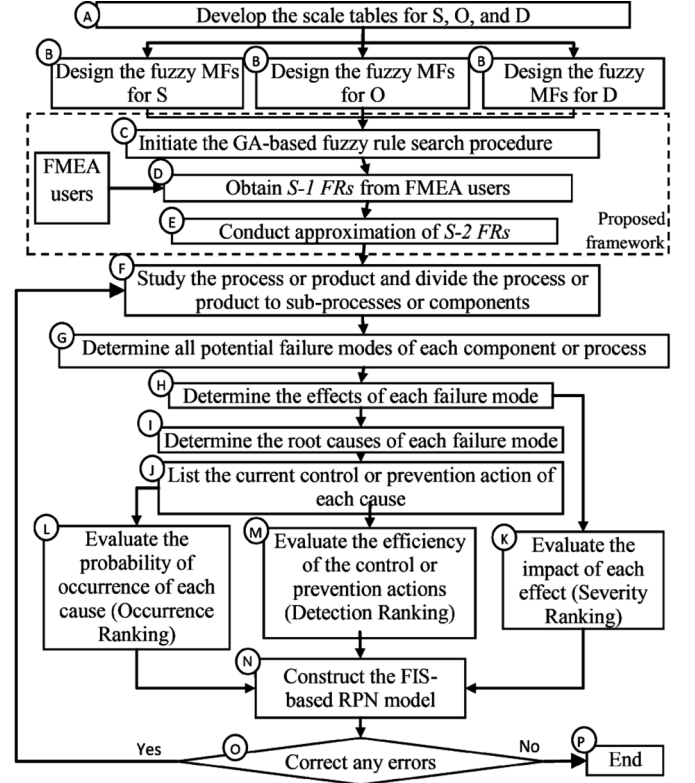 A
Develop the scale tables for S, O, and D
B
Design the fuzzy MFs
for S
B
Design the fuzzy MFs
for O
B
Design the fuzzy
MFs for D
C
Initiate the GA-based fuzzy rule search procedure
FMEA
users
D
Obtain S-1 FRs from FMEA users
E
Conduct approximation of S-2 FRs
Proposed
framework
F
Study the process or product and divide the process or
product to sub-processes or components
G
Determine all potential failure modes of each component or process
H
Determine the effects of each failure mode
I
Determine the root causes of each failure mode
J
List the current control or prevention action of
each cause
L
Evaluate the
probability of
occurrence of each
cause (Occurrence
Ranking)
M
Evaluate the efficiency
of the control or
prevention actions
(Detection Ranking)
K
Evaluate the
impact of each
effect (Severity
Ranking)
N
Construct the FIS-
based RPN model
Yes
O
Correct any errors
No
P
End